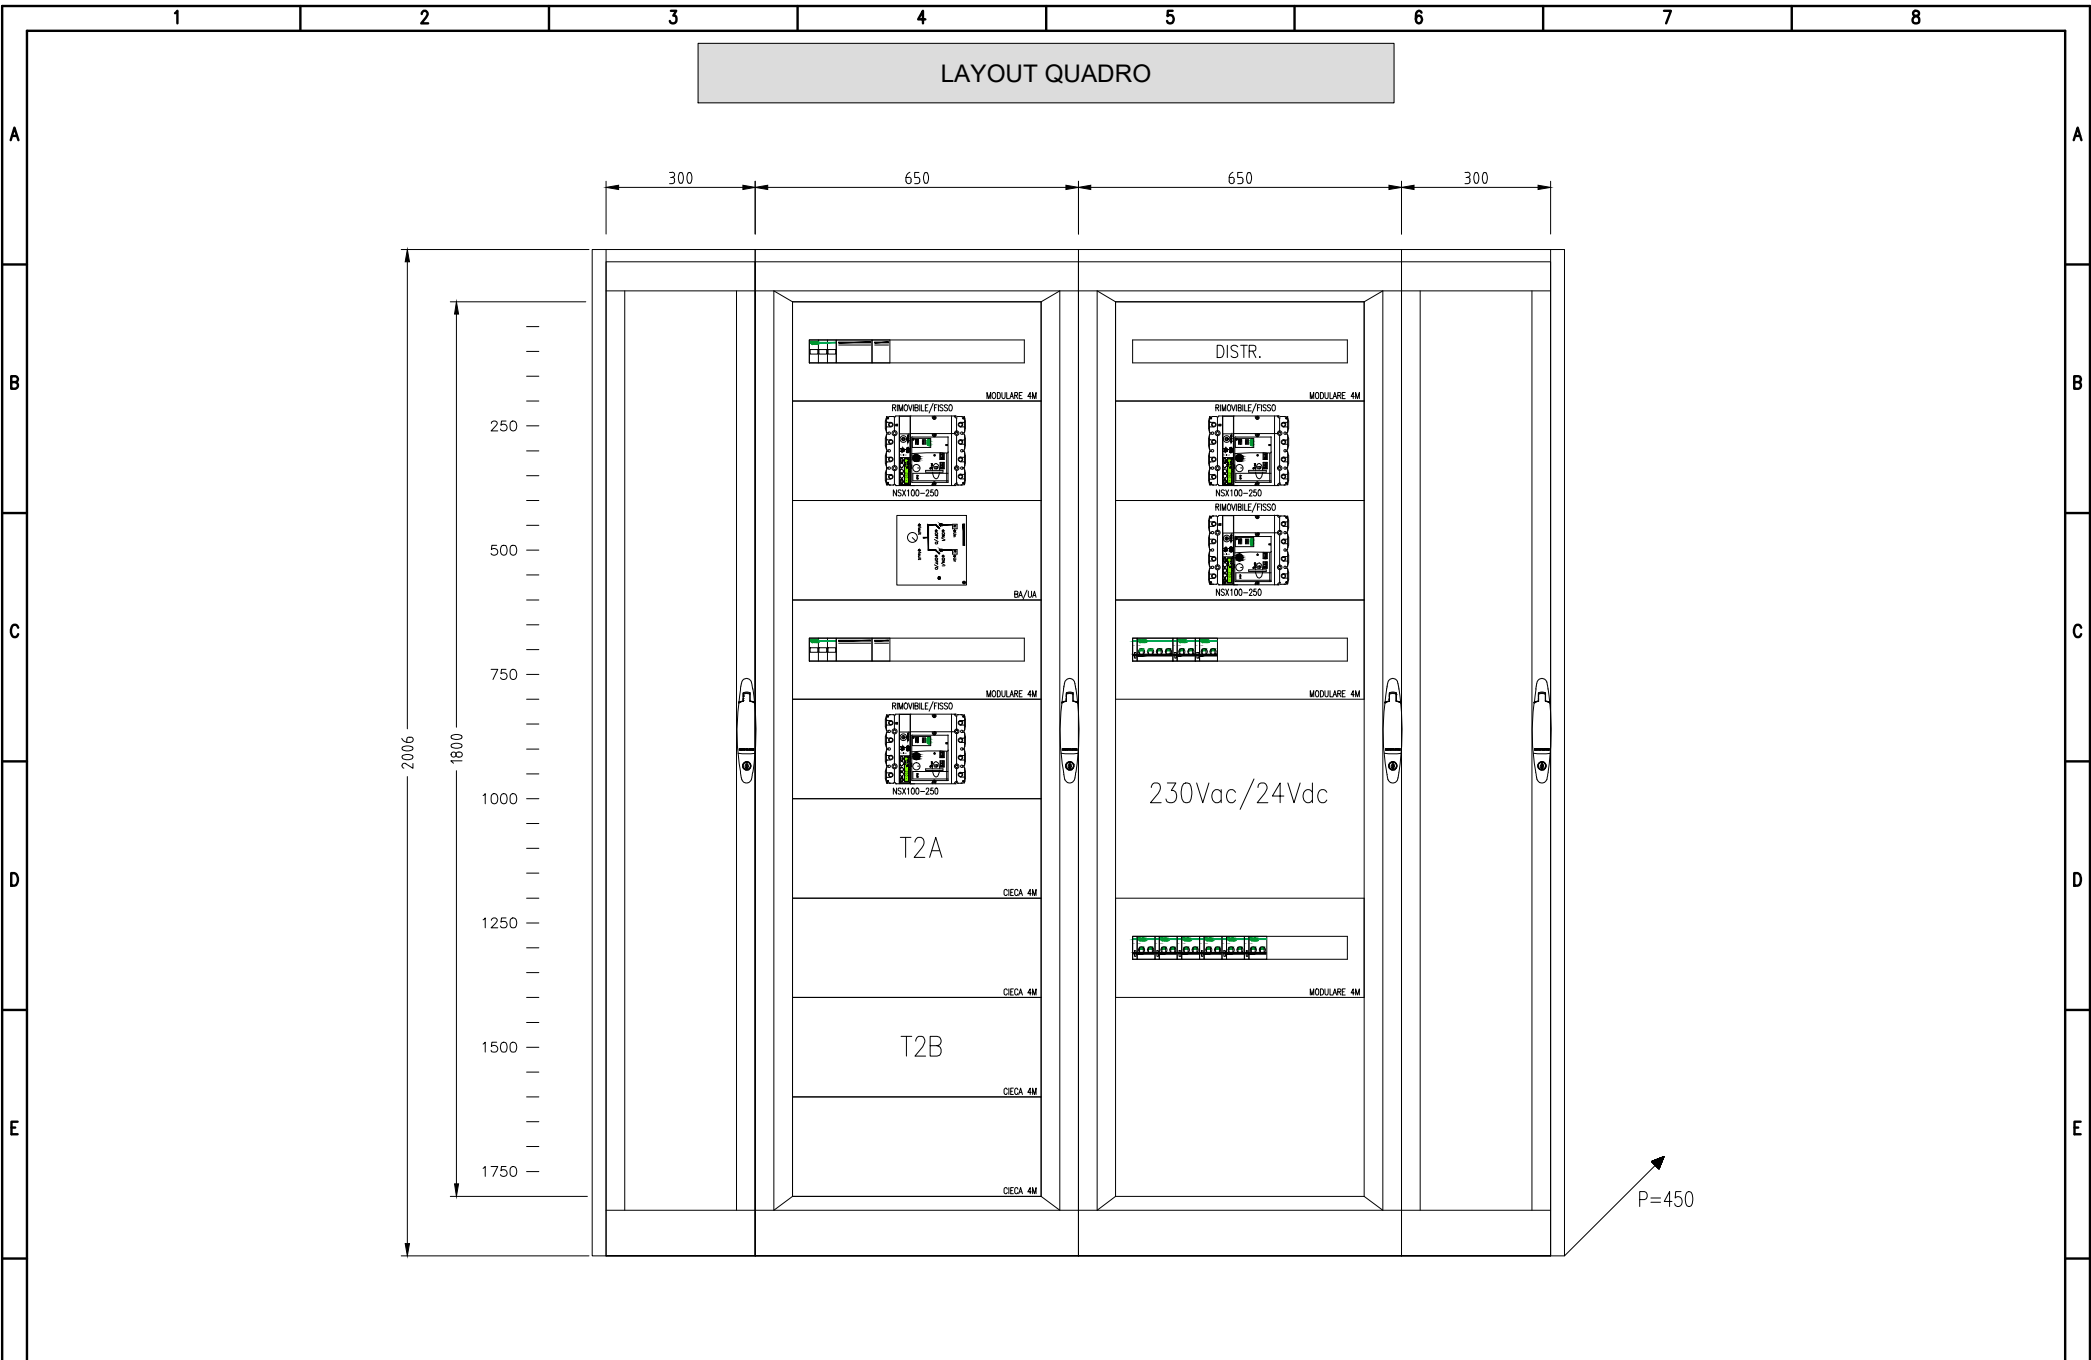 1 2 3 4 5 6 7 8
LAYOUT QUADRO
A A
300 650 650 300
B B
DISTR.
MODULARE 4M MODULARE 4M
RIMOVIBILE/FISSO RIMOVIBILE/FISSO
250
NSX100-250 NSX100-250
RIMOVIBILE/FISSO
500
BA/UA NSX100-250
C C
750
MODULARE 4M MODULARE 4M
RIMOVIBILE/FISSO
2006 1800
NSX100-250
1000
230Vac/24Vdc
T2A
D D
CIECA 4M
1250
CIECA 4M MODULARE 4M
1500
T2B
CIECA 4M
E E
1750
CIECA 4M
P=450